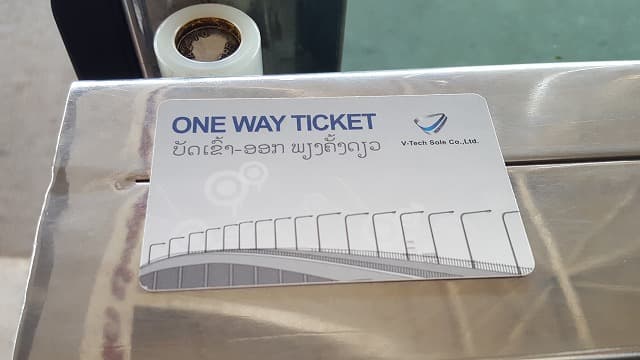 ONE WAY TICKET
ບັດເຂົ້າ-ອອກ ພຽງຄັ້ງດຽວ
V-Tech Sole Co.,Ltd.